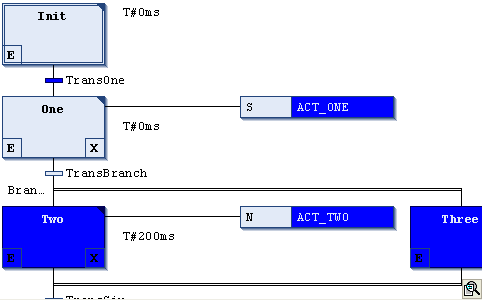 Init
T#0ms
E
TransOne
One
S ACT_ONE
T#0ms
E X
TransBranch
Bran…
Two
N ACT_TWO
Three
T#200ms
X